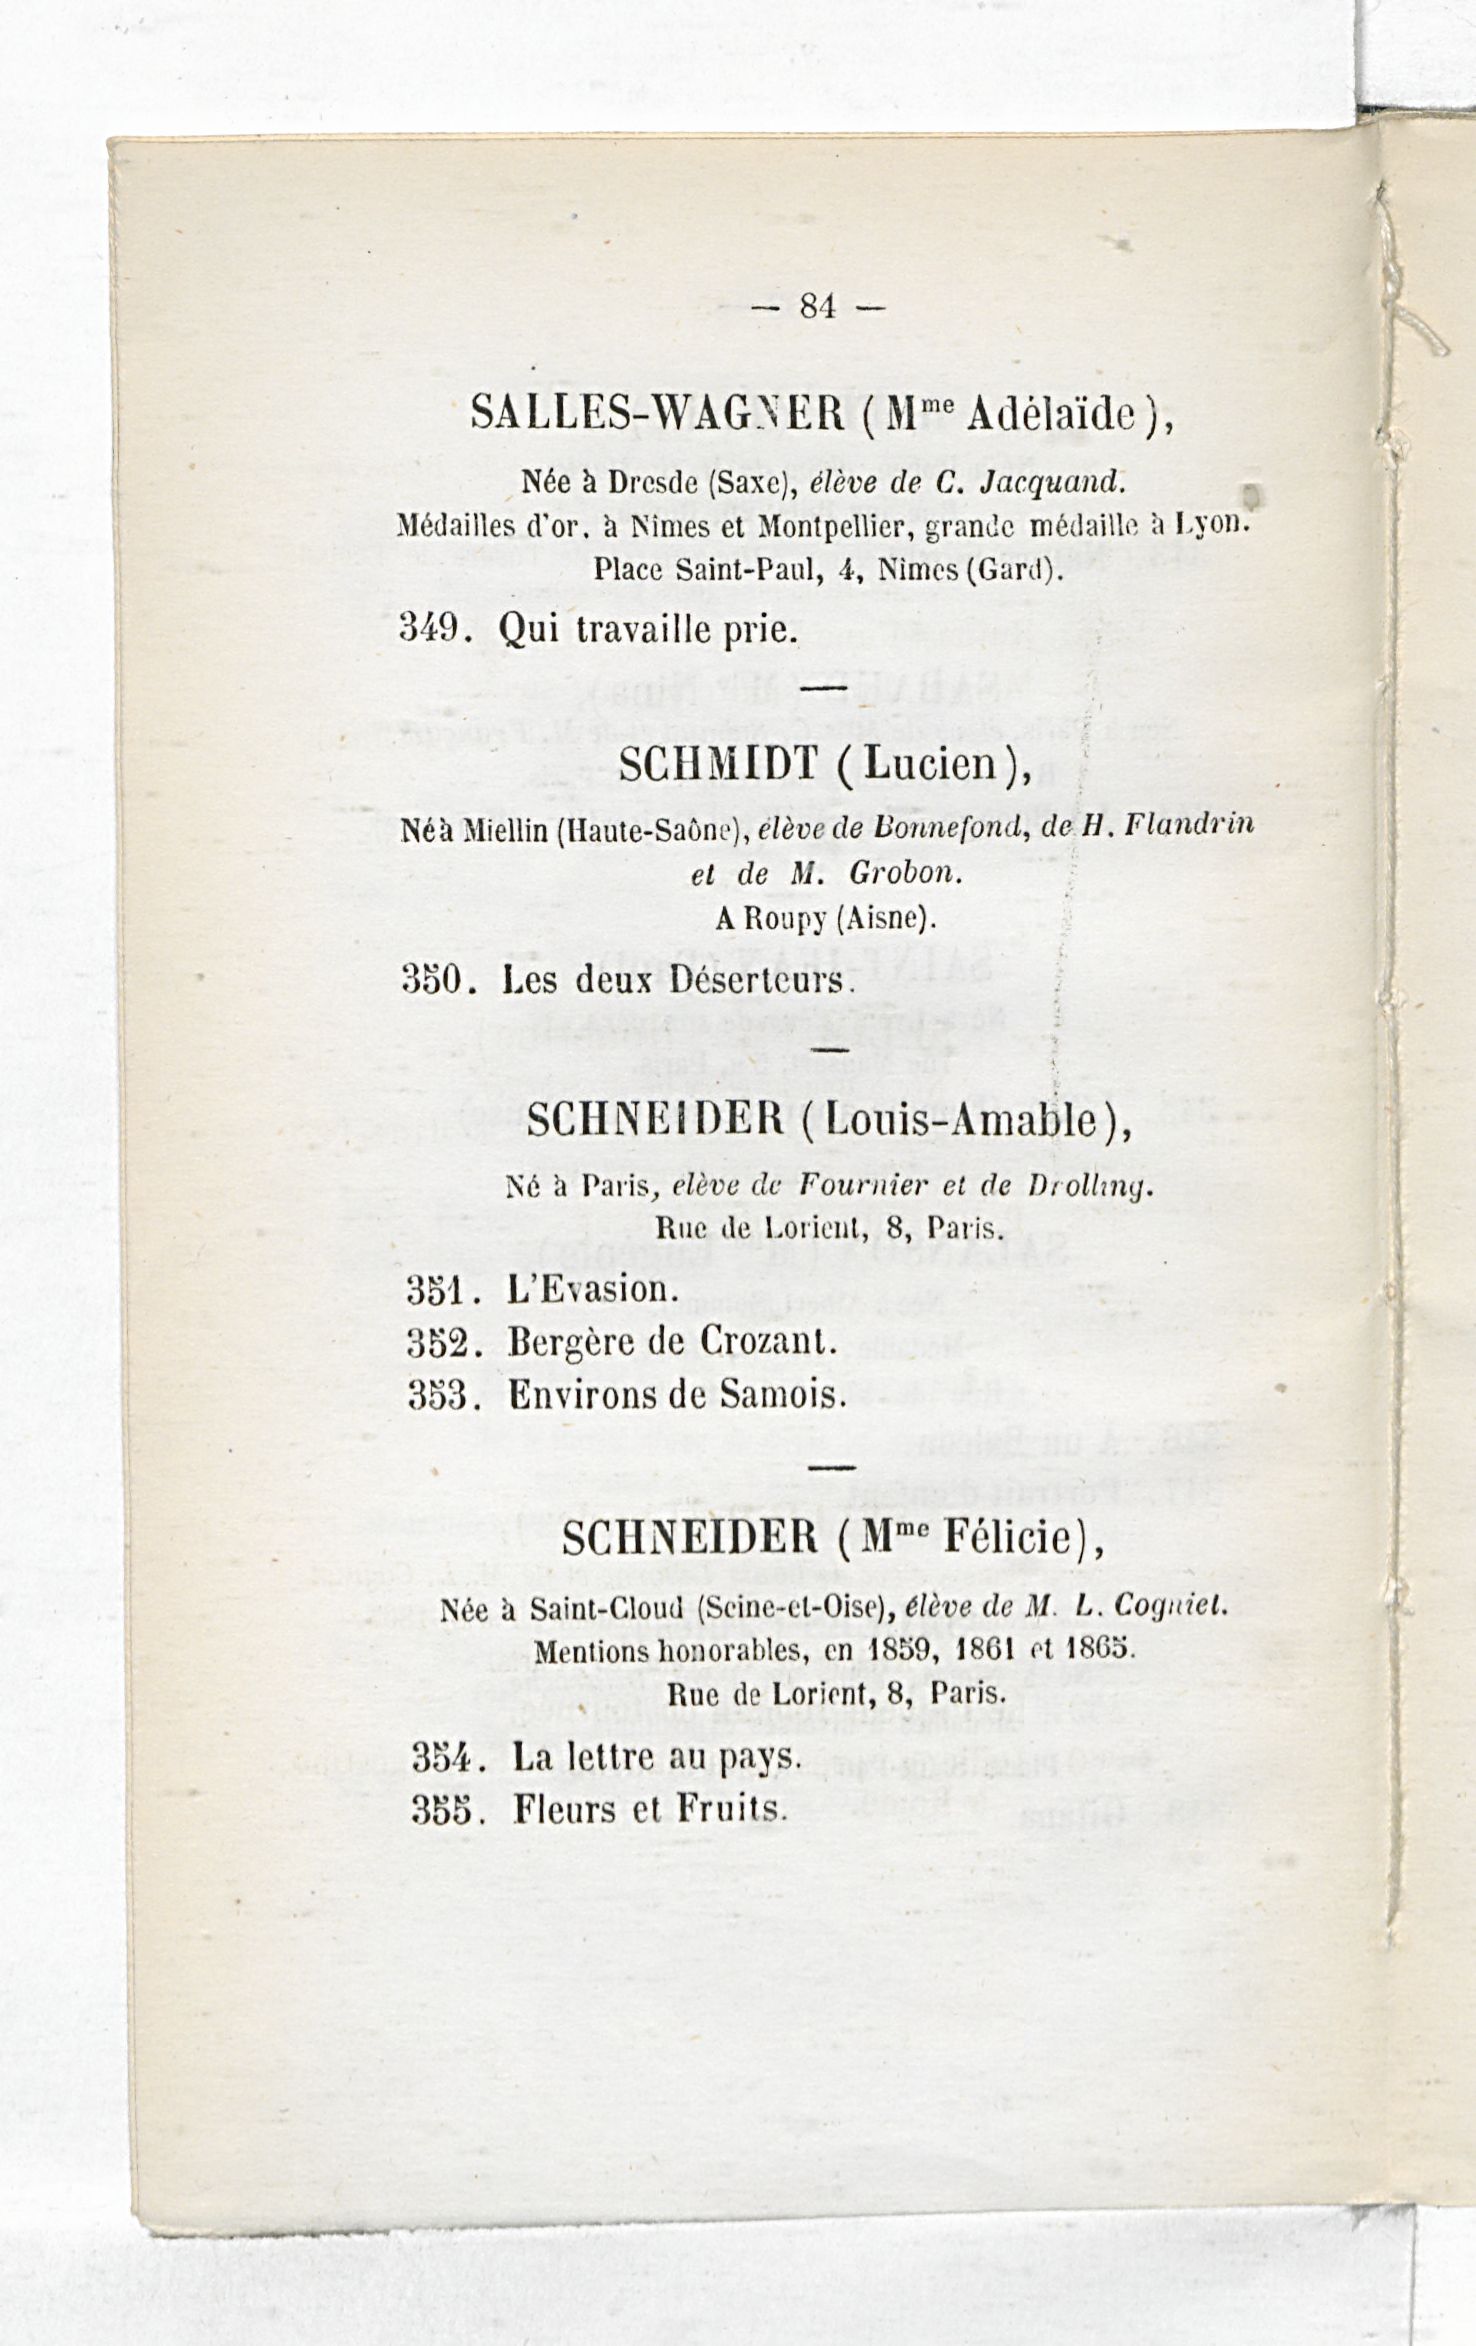 — 84 —
SALLES-WAGNER (Mme Adélaïde),
Née à Dresde (Saxe), élève de C. Jacquand.
Médailles d'or. à Nîmes et Montpellier, grande médaille à Lyon.
Place Saint-Paul, 4, Nîmes (Gard).
349. Qui travaille prie.
SCHMIDT (Lucien),
Né à Miellin (Haute-Saône), élève de Bonnefond, de H. Flandrin
et de M. Grobon.
A Roupy (Aisne).
350. Les deux Déserteurs.
SCHNEIDER (Louis-Amable),
Né à Paris, elève de Fournier et de Drolling.
Rue de Lorient, 8, Paris.
351. L'Evasion.
352. Bergère de Crozant.
353. Environs de Samois.
SCHNEIDER (Mme Félicie),
Née à Saint-Cloud (Seine-et-Oise), élève de M. L. Cogniet.
Mentions honorables, en 1859, 1861 et 1865.
Rue de Lorient, 8, Paris.
354. La lettre au pays.
355. Fleurs et Fruits.